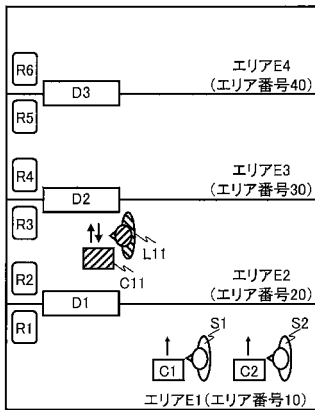 R6
D3
エリアE4
(エリア番号40)
R5
R4
D2
エリアE3
(エリア番号30)
R3
L11
C11
R2
D1
エリアE2
(エリア番号20)
R1
S1
S2
C1
C2
エリアE1(エリア番号10)